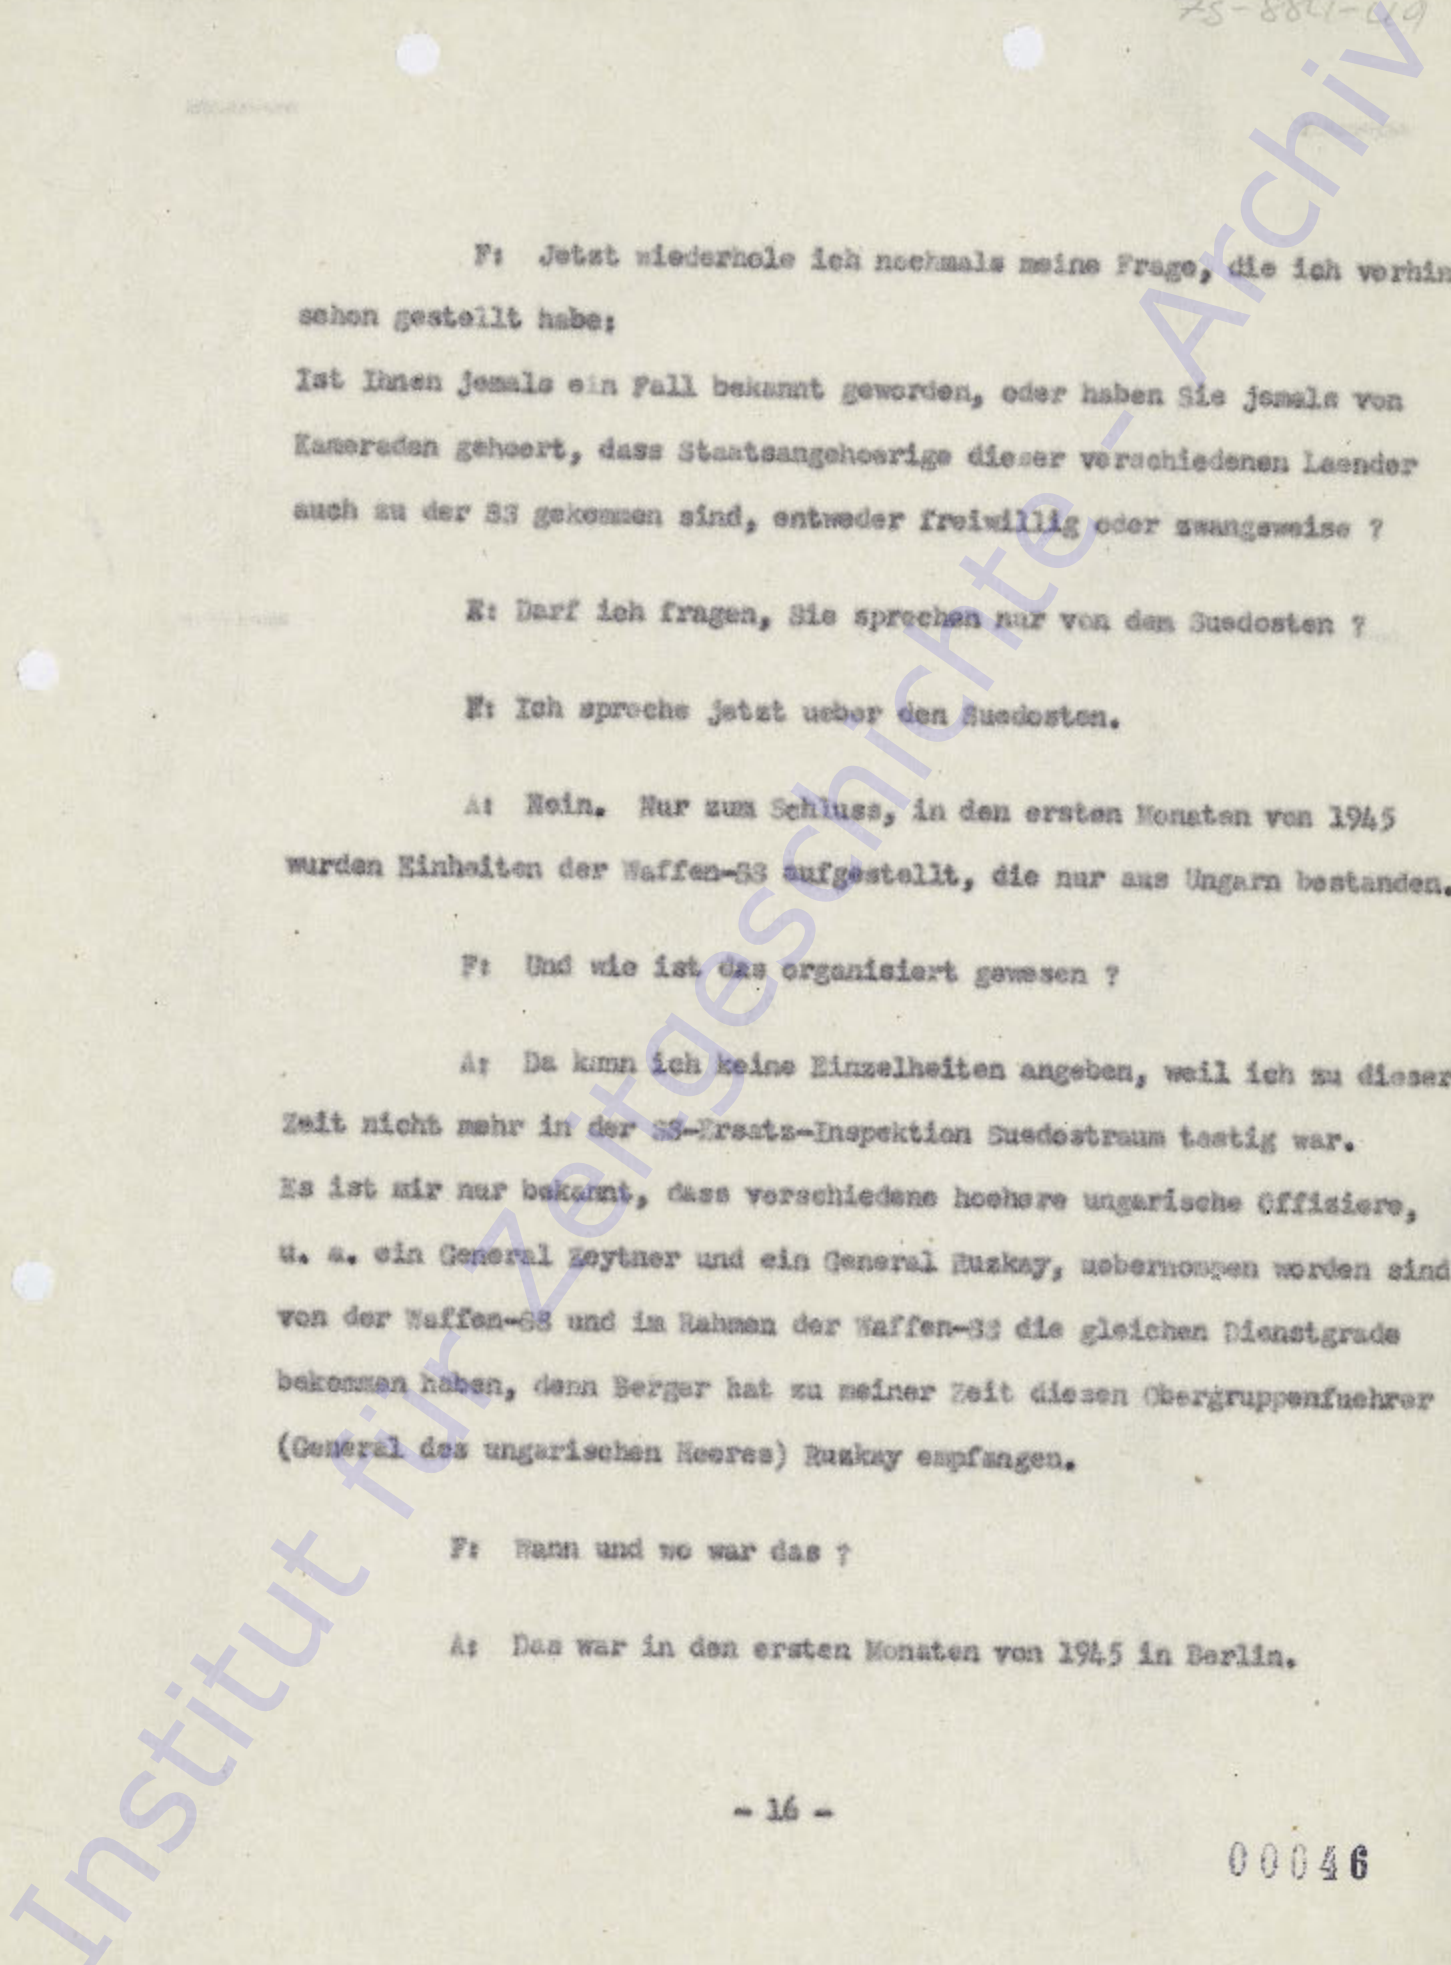 ZS-884-49
F: Jetzt wiederhole ich nochmals meine Frage, die ich vorhin
schon gestellt habe:
Ist Ihnen jemals ein Fall bekannt geworden, oder haben Sie jemals von
Kameraden gehoert, dass Staatsangehoerige dieser verschiedenen Laender
auch zu der SS gekommen sind, entweder freiwillig oder zwangsweise ?
E: Darf ich fragen, Sie sprechen nur von dem Suedosten ?
F: Ich spreche jetzt ueber den Suedosten.
A: Nein. Nur zum Schluss, in den ersten Monaten von 1945
wurden Einheiten der Waffen-SS aufgestellt, die nur aus Ungarn bestanden.
F: Und wie ist das organisiert gewesen ?
A: Da kann ich keine Einzelheiten angeben, weil ich zu dieser
Zeit nicht mehr in der SS-Ersatz-Inspektion Suedostraum taetig war.
Es ist mir nur bekannt, dass verschiedene hoehere ungarische Offiziere,
u. a. ein General Zeytner und ein General Ruzkay, uebernommen worden sind
von der Waffen-SS und im Rahmen der Waffen-SS die gleichen Dienstgrade
bekommen haben, denn Berger hat zu meiner Zeit diesen Obergruppenfuehrer
(General des ungarischen Heeres) Ruzkay empfangen.
F: Wann und wo war das ?
A: Das war in den ersten Monaten von 1945 in Berlin.
- 16 -
00046
Institut für Zeitgeschichte - Archiv